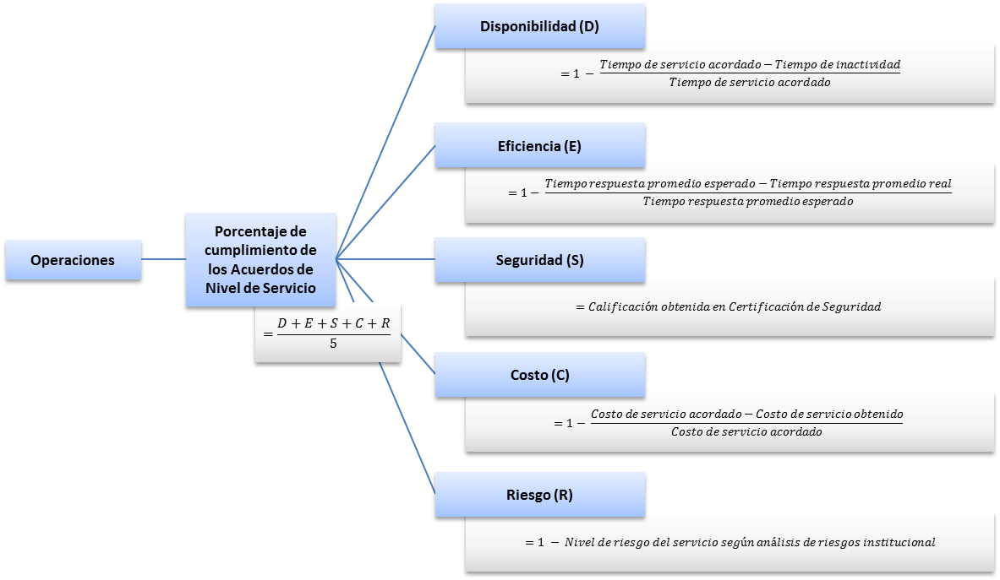 Operaciones
Porcentaje de
cumplimiento de
los Acuerdos de
Nivel de Servicio
= (D + E + S + C + R) / 5
Disponibilidad (D)
= 1 − (Tiempo de servicio acordado − Tiempo de inactividad) / Tiempo de servicio acordado
Eficiencia (E)
= 1 − (Tiempo respuesta promedio esperado − Tiempo respuesta promedio real) / Tiempo respuesta promedio esperado
Seguridad (S)
= Calificación obtenida en Certificación de Seguridad
Costo (C)
= 1 − (Costo de servicio acordado − Costo de servicio obtenido) / Costo de servicio acordado
Riesgo (R)
= 1 − Nivel de riesgo del servicio según análisis de riesgos institucional